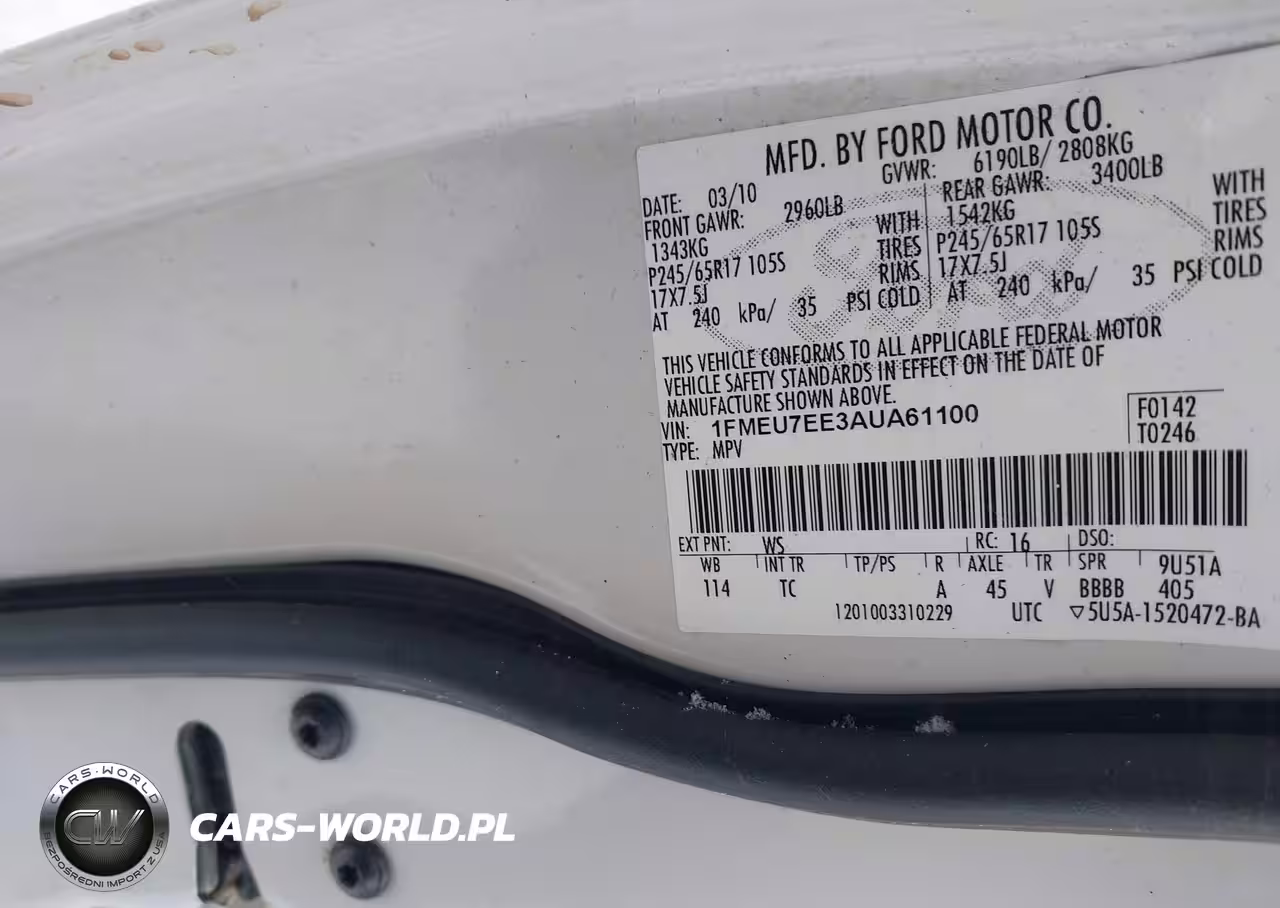 MFD. BY FORD MOTOR CO.
DATE: 03/10 GVWR: 6190LB/ 2808KG
FRONT GAWR: 2960LB REAR GAWR: 3400LB
1343KG WITH 1542KG WITH
P245/65R17 105S TIRES P245/65R17 105S TIRES
17X7.5J RIMS 17X7.5J RIMS
AT 240 kPa/ 35 PSI COLD AT 240 kPa/ 35 PSI COLD
THIS VEHICLE CONFORMS TO ALL APPLICABLE FEDERAL MOTOR
VEHICLE SAFETY STANDARDS IN EFFECT ON THE DATE OF
MANUFACTURE SHOWN ABOVE.
VIN: 1FMEU7EE3AUA61100 F0142
TYPE: MPV T0246
EXT PNT: WS RC: 16 DSO:
WB INT TR TP/PS R AXLE TR SPR 9U51A
114 TC A 45 V BBBB 405
1201003310229 UTC ▽5U5A-1520472-BA
CARS-WORLD
CW
BEZPOŚREDNI IMPORT Z USA
CARS-WORLD.PL